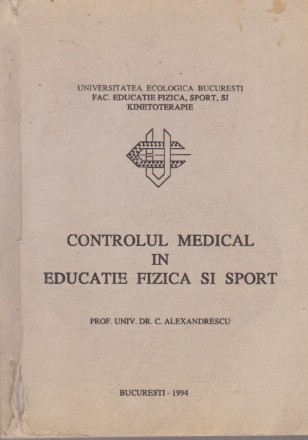 UNIVERSITATEA ECOLOGICA BUCURESTI
FAC. EDUCATIE FIZICA, SPORT, SI
KINETOTERAPIE
CONTROLUL MEDICAL
IN
EDUCATIE FIZICA SI SPORT
PROF. UNIV. DR. C. ALEXANDRESCU
BUCURESTI - 1994